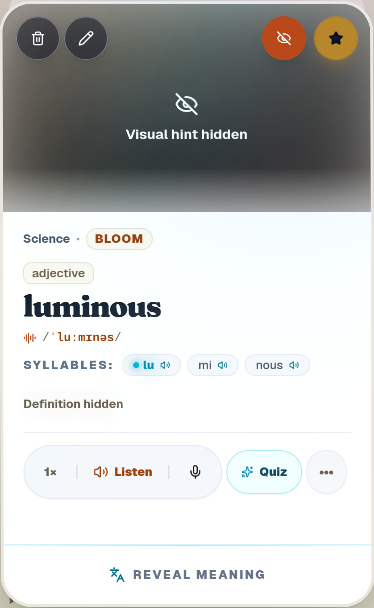 Visual hint hidden
Science · BLOOM
adjective
luminous
/ˈluːmɪnəs/
SYLLABLES: lu mi nous
Definition hidden
1× Listen Quiz
REVEAL MEANING